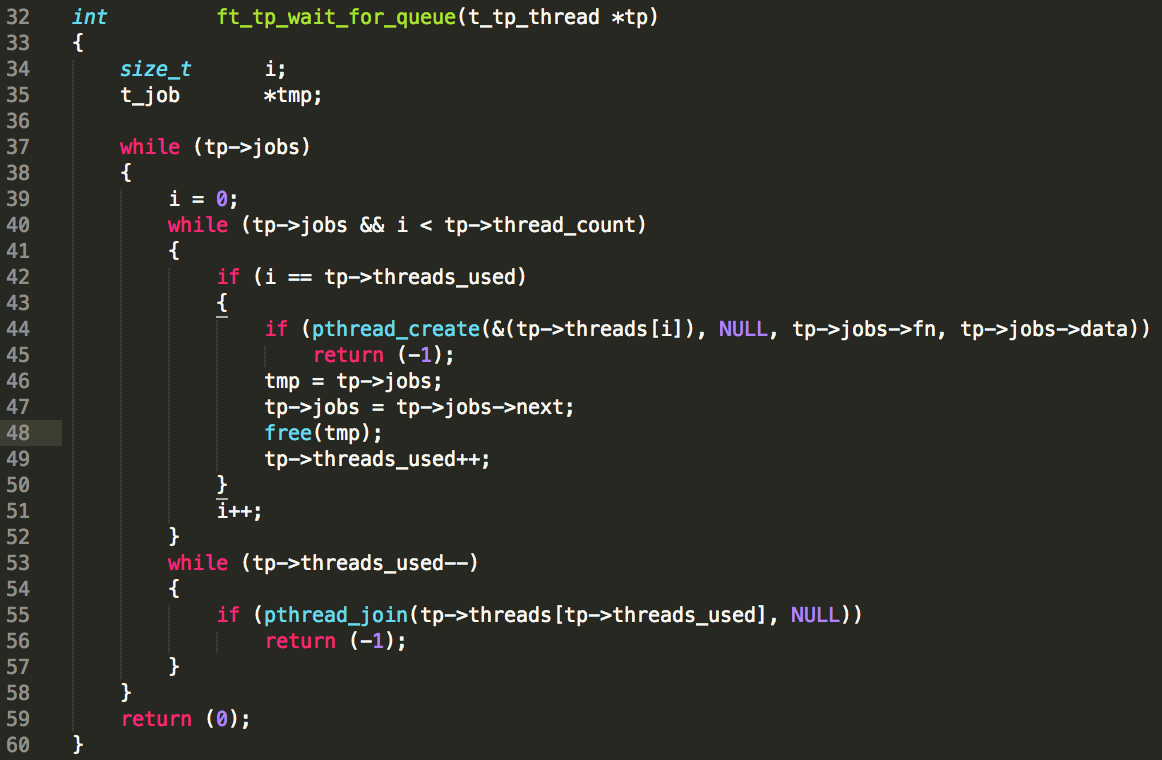 32 int ft_tp_wait_for_queue(t_tp_thread *tp)
33 {
34 size_t i;
35 t_job *tmp;
36
37 while (tp->jobs)
38 {
39 i = 0;
40 while (tp->jobs && i < tp->thread_count)
41 {
42 if (i == tp->threads_used)
43 {
44 if (pthread_create(&(tp->threads[i]), NULL, tp->jobs->fn, tp->jobs->data))
45 return (-1);
46 tmp = tp->jobs;
47 tp->jobs = tp->jobs->next;
48 free(tmp);
49 tp->threads_used++;
50 }
51 i++;
52 }
53 while (tp->threads_used--)
54 {
55 if (pthread_join(tp->threads[tp->threads_used], NULL))
56 return (-1);
57 }
58 }
59 return (0);
60 }